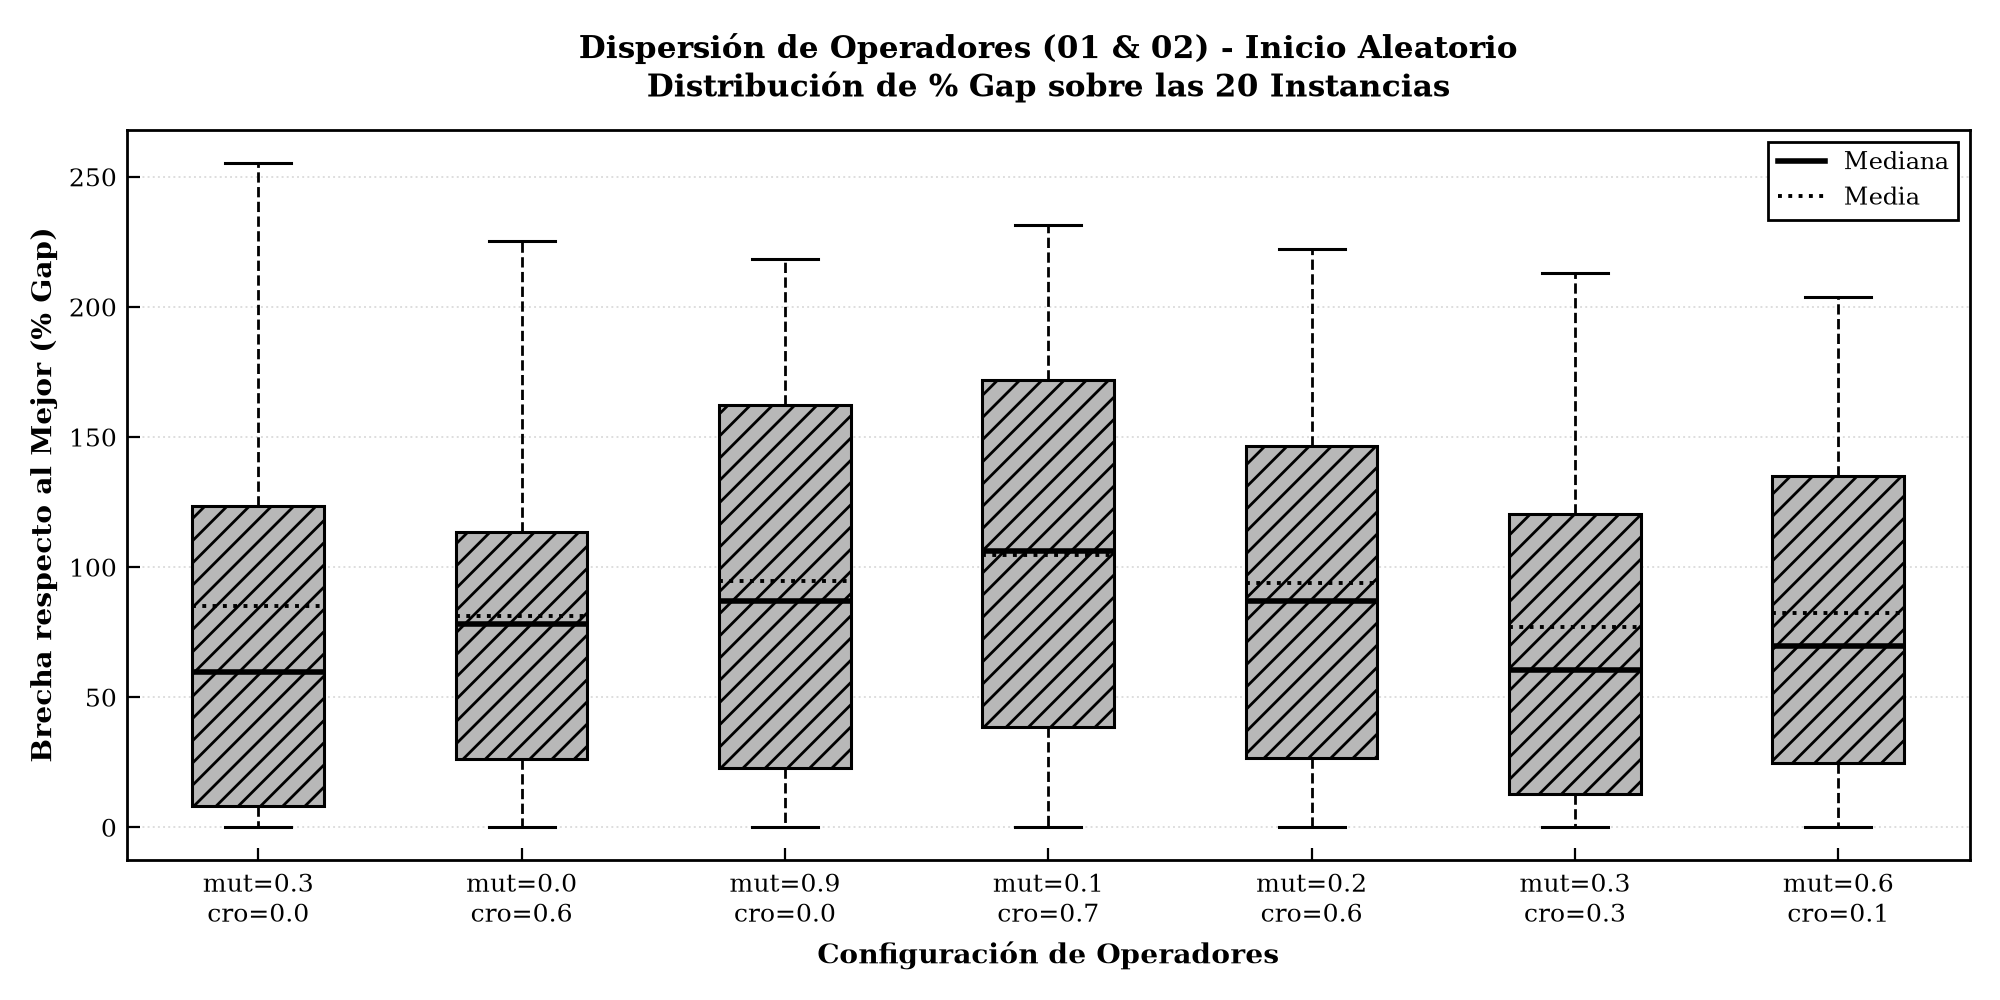 Dispersión de Operadores (01 & 02) - Inicio Aleatorio
Distribución de % Gap sobre las 20 Instancias
Mediana
Media
Brecha respecto al Mejor (% Gap)
250
200
150
100
50
0
mut=0.3 mut=0.0 mut=0.9 mut=0.1 mut=0.2 mut=0.3 mut=0.6
cro=0.0 cro=0.6 cro=0.0 cro=0.7 cro=0.6 cro=0.3 cro=0.1
Configuración de Operadores